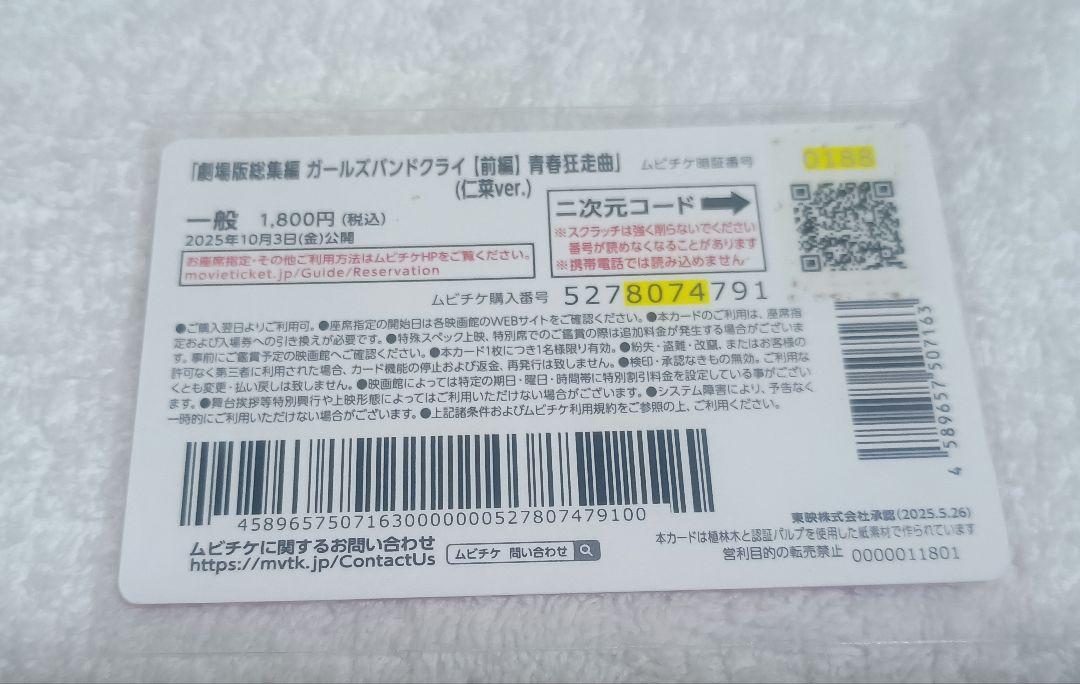 「劇場版総集編 ガールズバンドクライ【前編】青春狂走曲」
(仁菜ver.)
ムビチケ暗証番号
0188
一般 1,800円(税込)
2025年10月3日(金)公開
お座席指定・その他ご利用方法はムビチケHPをご覧ください。
movieticket.jp/Guide/Reservation
二次元コード
※スクラッチは強く削らないでください
番号が読めなくなることがあります
※携帯電話では読み込めません
ムビチケ購入番号 5278074791
●ご購入翌日よりご利用可。●座席指定の開始日は各映画館のWEBサイトをご確認ください。●本カードのご利用は、座席指
定および入場券への引き換えが必要です。●特殊スペック上映、特別席でのご鑑賞の際は追加料金が発生する場合がございま
す。事前にご鑑賞予定の映画館へご確認ください。●本カード1枚につき1名様限り有効。●紛失・盗難・改竄、またはお客様の
許可なく第三者に利用された場合、カード機能の停止および返金、再発行は致しません。●検印・承認なきもの無効。ご利用な
くとも変更・払い戻しは致しません。●映画館によっては特定の期日・曜日・時間帯に特別割引料金を設定している事がござい
ます。●舞台挨拶等特別興行や上映形態によってはご利用いただけない場合がございます。●システム障害により、予告なく
一時的にご利用いただけない場合がございます。●上記諸条件およびムビチケ利用規約をご参照の上、ご利用ください。
4589657507163
458965750716300000000527807479100
ムビチケに関するお問い合わせ
https://mvtk.jp/ContactUs
ムビチケ 問い合わせ
東映株式会社承認(2025.5.26)
本カードは植林木と認証パルプを使用した紙素材で作られています
営利目的の転売禁止 0000011801